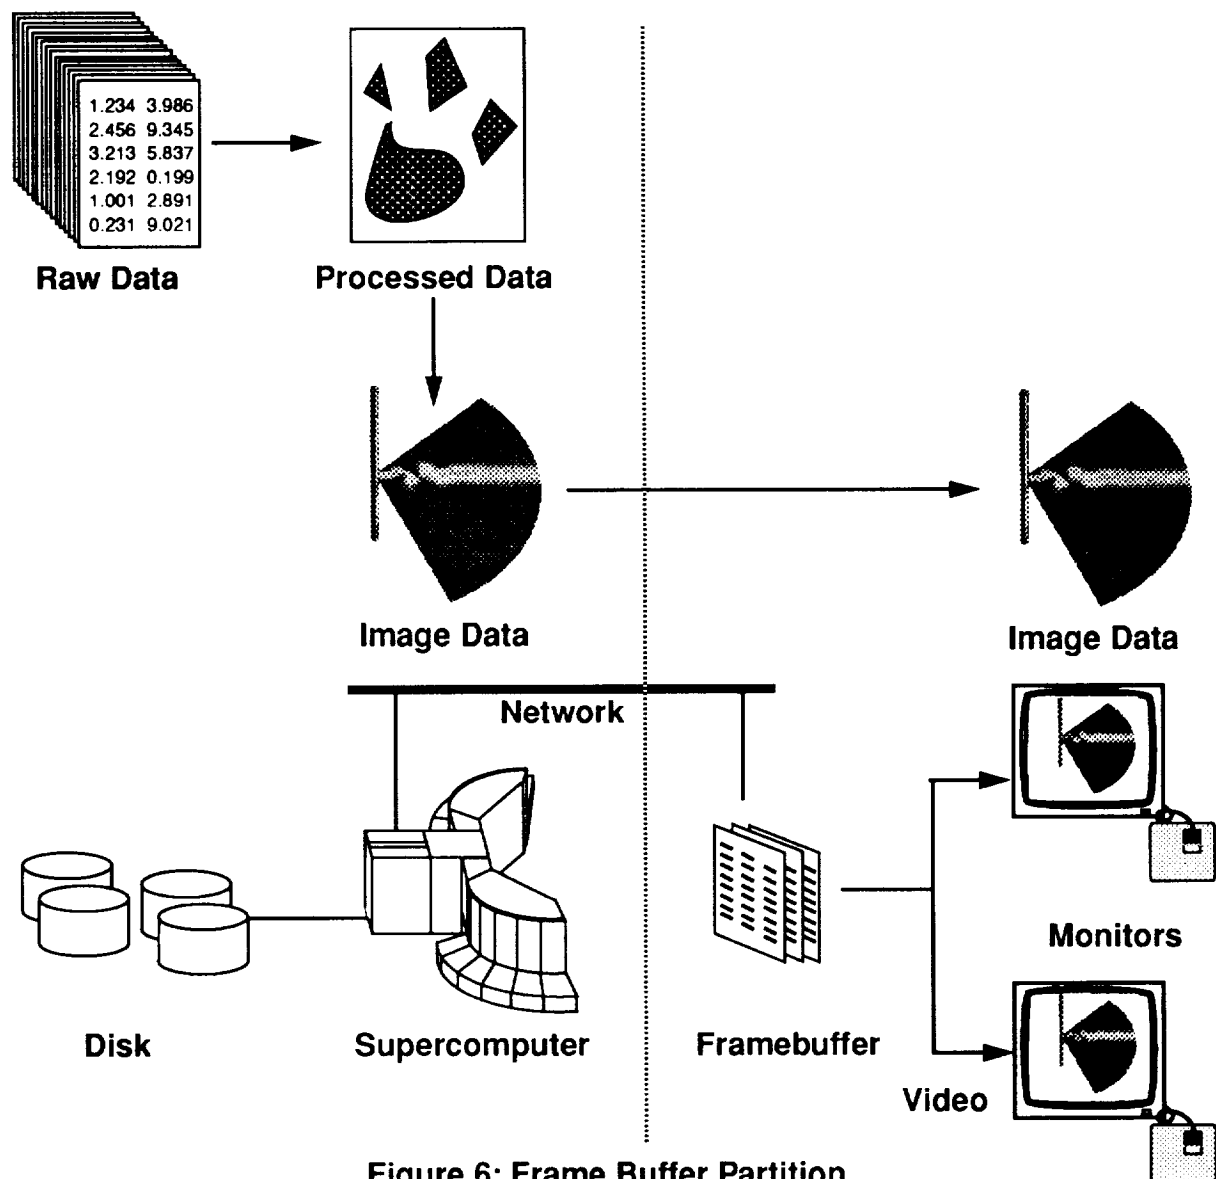 1.234 3.986
2.456 9.345
3.213 5.837
2.192 0.199
1.001 2.891
0.231 9.021
Raw Data
Processed Data
Image Data
Image Data
Network
Monitors
Disk
Supercomputer
Framebuffer
Video
Figure 6: Frame Buffer Partition